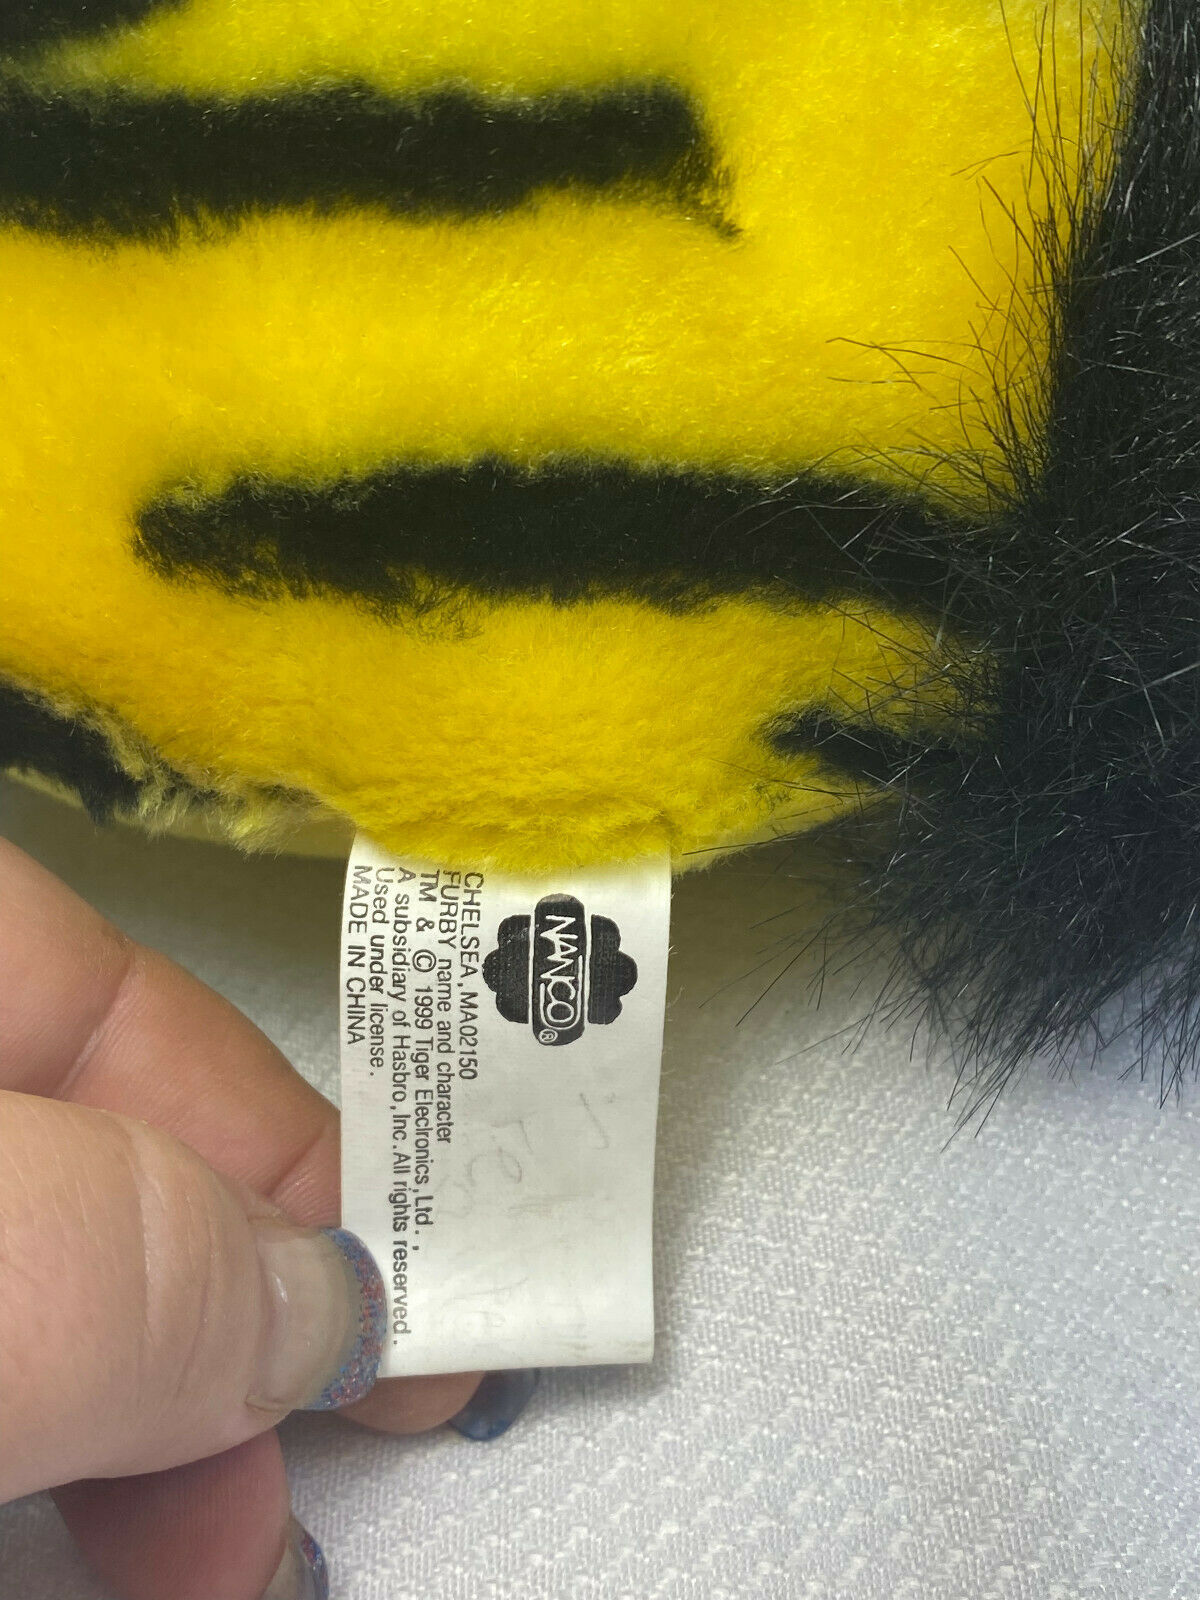 NANCO®
CHELSEA, MA02150
FURBY name and character
TM & © 1999 Tiger Electronics, Ltd. ,
A subsidiary of Hasbro, Inc. All rights reserved.
Used under license.
MADE IN CHINA